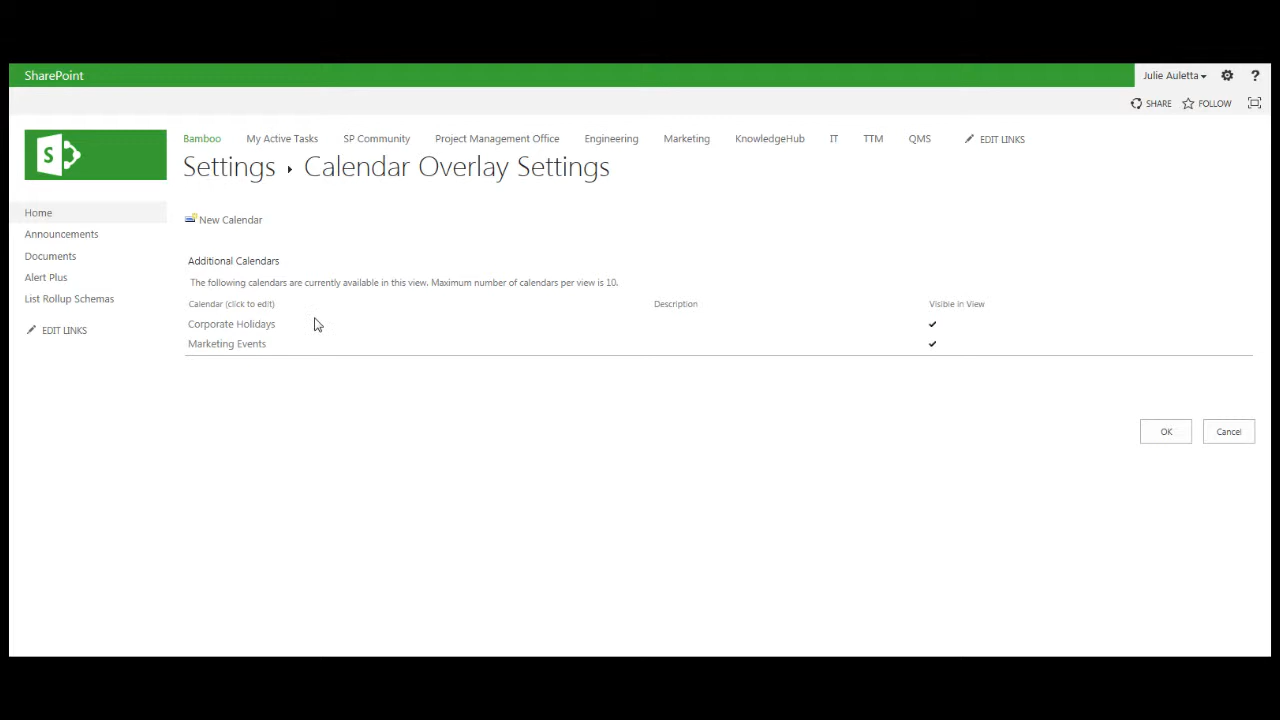 SharePoint
Julie Auletta
?
SHARE FOLLOW
S
Bamboo My Active Tasks SP Community Project Management Office Engineering Marketing KnowledgeHub IT TTM QMS EDIT LINKS
Settings ▸ Calendar Overlay Settings
Home
Announcements
Documents
Alert Plus
List Rollup Schemas
EDIT LINKS
New Calendar
Additional Calendars
The following calendars are currently available in this view. Maximum number of calendars per view is 10.
Calendar (click to edit) Description Visible in View
Corporate Holidays
Marketing Events
OK Cancel